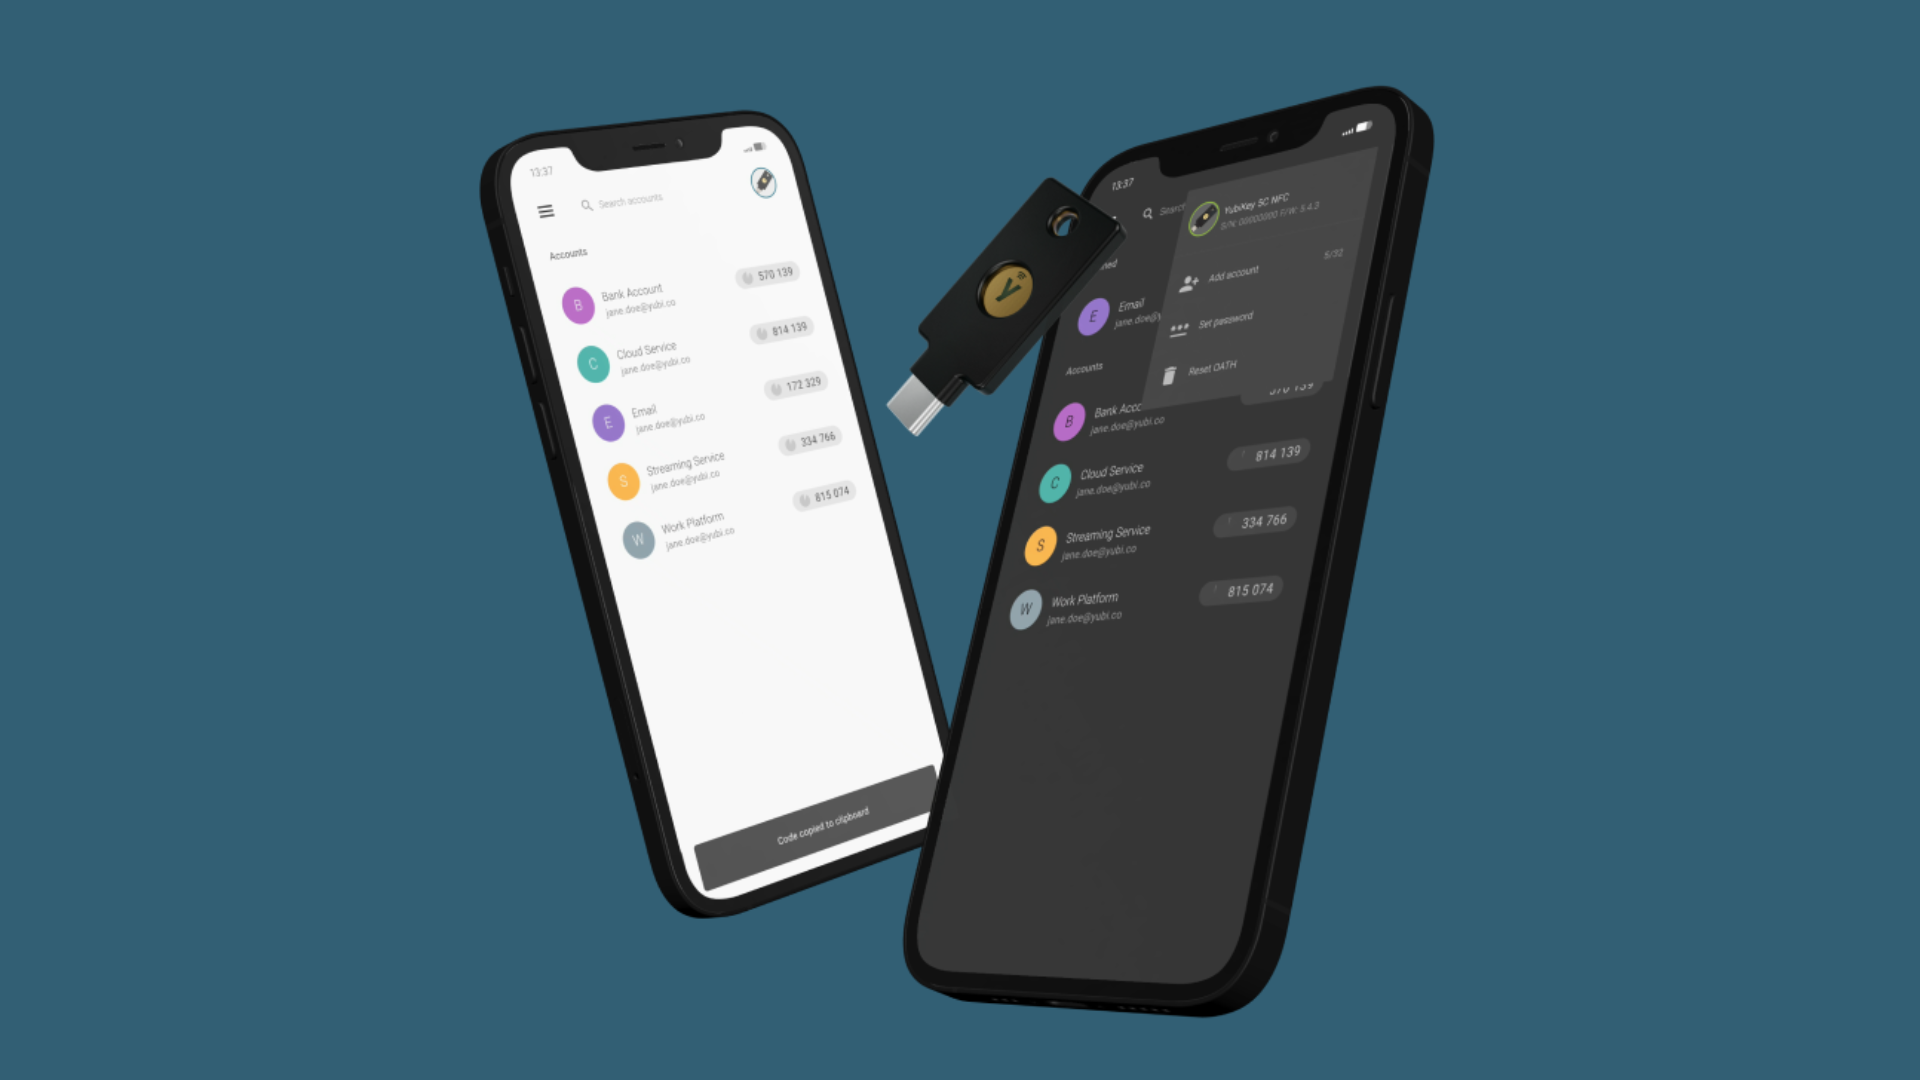 13:37
Search accounts
Accounts
B
Bank Account
jane.doe@yubi.co
570 139
C
Cloud Service
jane.doe@yubi.co
814 139
E
Email
jane.doe@yubi.co
172 329
S
Streaming Service
jane.doe@yubi.co
334 766
W
Work Platform
jane.doe@yubi.co
815 074
Code copied to clipboard
y
13:37
Search
YubiKey 5C NFC
S/N: 00000000 F/W: 5.4.3
5/32
Add account
Set password
Reset OATH
E
Email
jane.doe@y
Accounts
B
Bank Acco
jane.doe@yubi.co
C
Cloud Service
jane.doe@yubi.co
814 139
S
Streaming Service
jane.doe@yubi.co
334 766
W
Work Platform
jane.doe@yubi.co
815 074